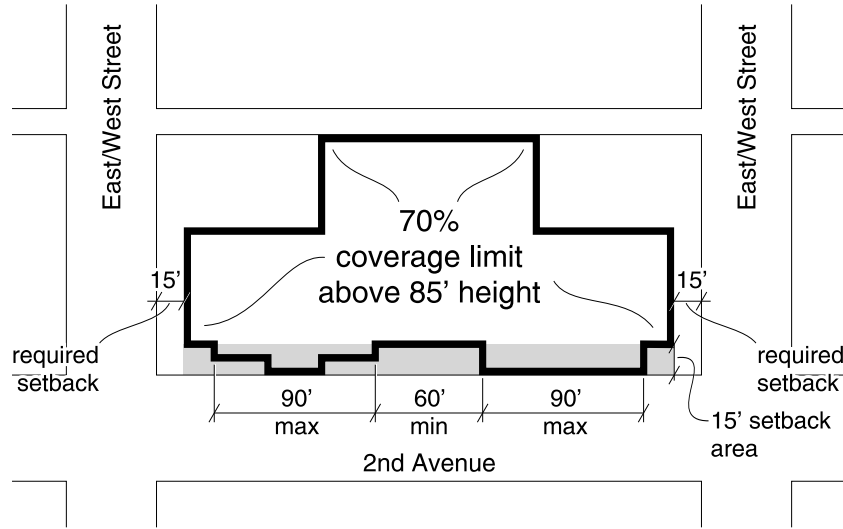 East/West Street
East/West Street
70%
coverage limit
above 85’ height
15’
15’
required
setback
required
setback
90’
max
60’
min
90’
max
15’ setback
area
2nd Avenue